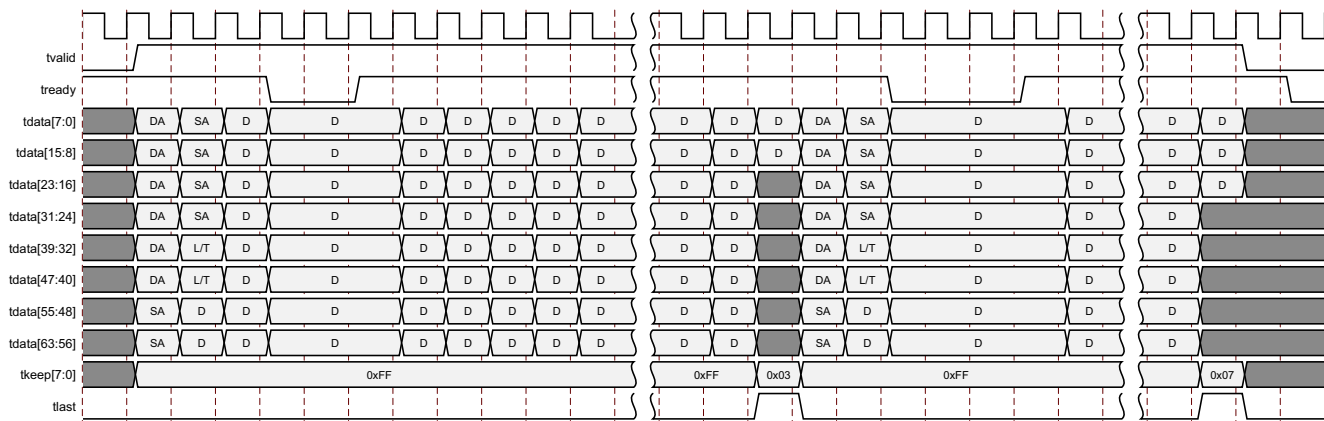 tvalid
tready
tdata[7:0] DA SA D D D D D D D D D D DA SA D D D D
tdata[15:8] DA SA D D D D D D D D D D DA SA D D D D
tdata[23:16] DA SA D D D D D D D D D DA SA D D D D
tdata[31:24] DA SA D D D D D D D D D DA SA D D D
tdata[39:32] DA L/T D D D D D D D D D DA L/T D D D
tdata[47:40] DA L/T D D D D D D D D D DA L/T D D D
tdata[55:48] SA D D D D D D D D D D SA D D D D
tdata[63:56] SA D D D D D D D D D D SA D D D D
tkeep[7:0] 0xFF 0xFF 0x03 0xFF 0x07
tlast